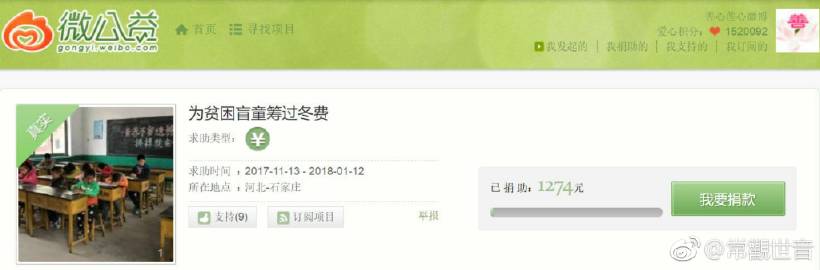 微公益
gongyi.weibo.com
首页
寻找项目
善心莲心微博
爱心积分：
1520092
我发起的 | 我捐助的 | 我支持的 | 我订阅的
真实
为贫困盲童筹过冬费
求助类型：
¥
求助时间：2017-11-13 - 2018-01-12
所在地点：河北-石家庄
支持(9)
订阅项目
举报
已捐助：1274元
我要捐款
1
@常觀世音